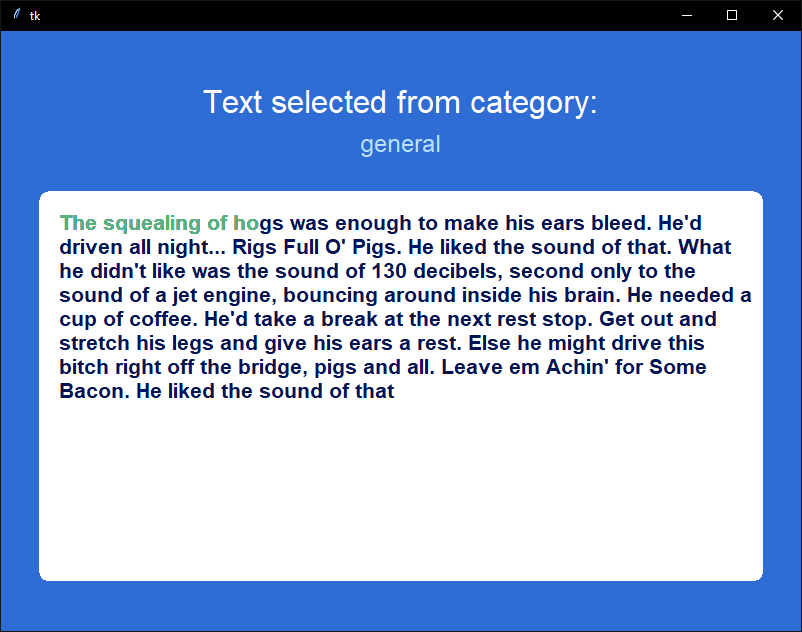 tk
Text selected from category:
general
The squealing of hogs was enough to make his ears bleed. He'd
driven all night... Rigs Full O' Pigs. He liked the sound of that. What
he didn't like was the sound of 130 decibels, second only to the
sound of a jet engine, bouncing around inside his brain. He needed a
cup of coffee. He'd take a break at the next rest stop. Get out and
stretch his legs and give his ears a rest. Else he might drive this
bitch right off the bridge, pigs and all. Leave em Achin' for Some
Bacon. He liked the sound of that